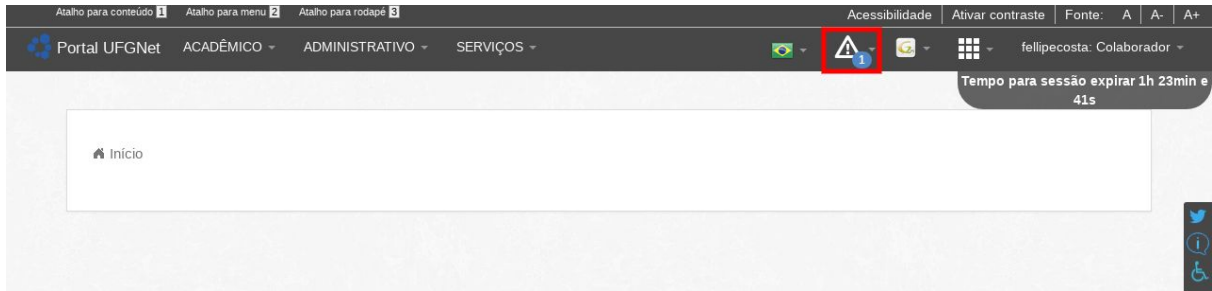 Atalho para conteúdo 1 Atalho para menu 2 Atalho para rodapé 3 Acessibilidade Ativar contraste Fonte: A A- A+
Portal UFGNet ACADÊMICO ADMINISTRATIVO SERVIÇOS 1 G fellipecosta: Colaborador
Tempo para sessão expirar 1h 23min e
41s
Início